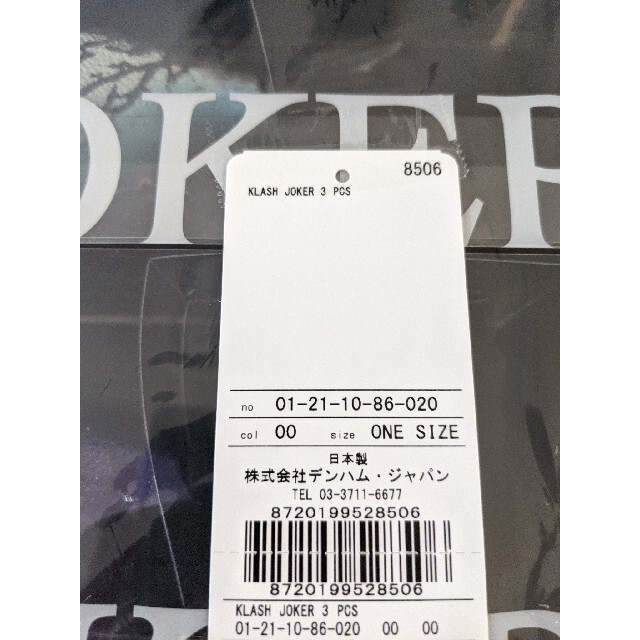 OKER
8506
KLASH JOKER 3 PCS
no 01-21-10-86-020
col 00 size ONE SIZE
日本製
株式会社デンハム・ジャパン
TEL 03-3711-6677
8720199528506
8720199528506
KLASH JOKER 3 PCS
01-21-10-86-020 00 00